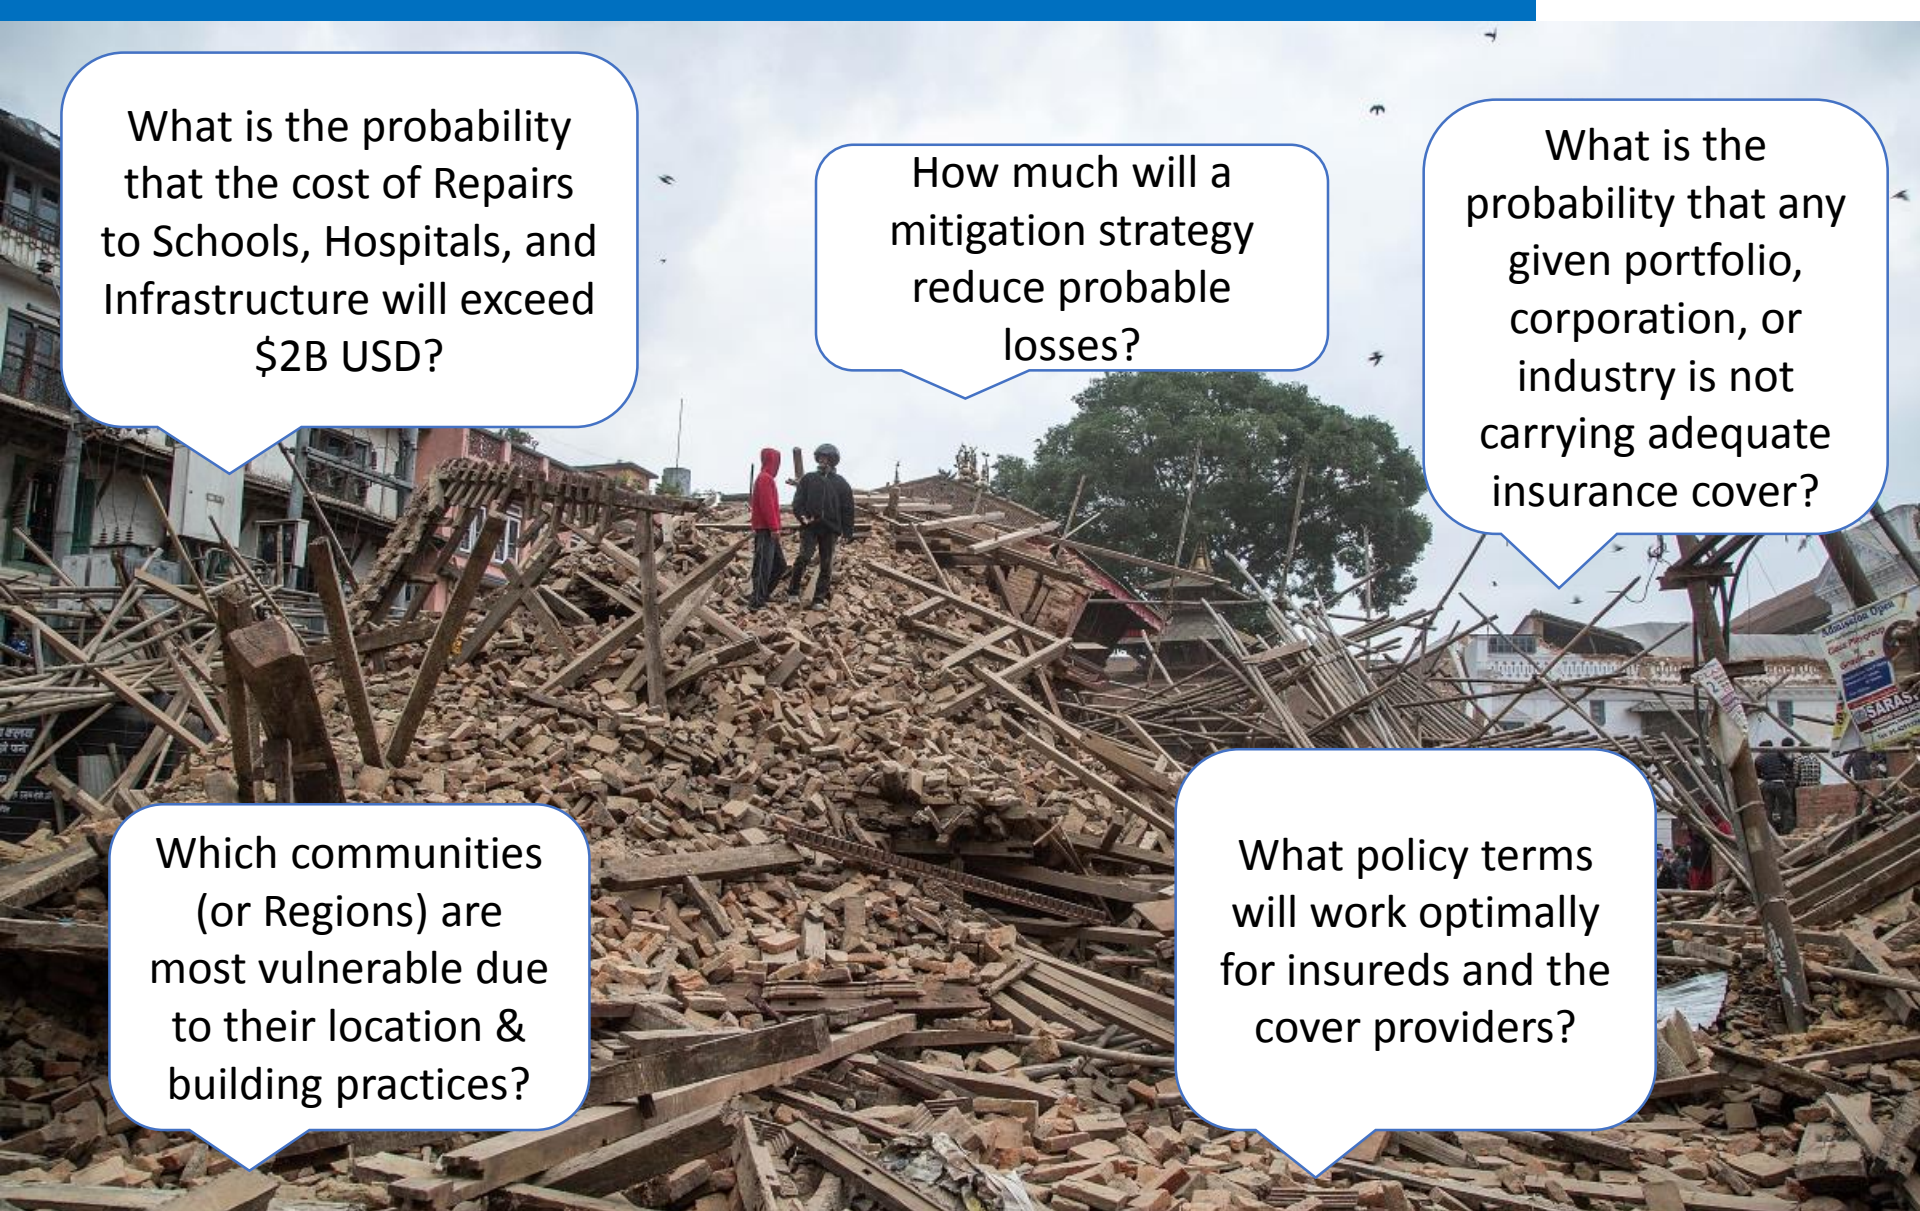 What is the probability
that the cost of Repairs
to Schools, Hospitals, and
Infrastructure will exceed
$2B USD?
How much will a
mitigation strategy
reduce probable
losses?
What is the
probability that any
given portfolio,
corporation, or
industry is not
carrying adequate
insurance cover?
Admission Open
SARAS
Which communities
(or Regions) are
most vulnerable due
to their location &
building practices?
What policy terms
will work optimally
for insureds and the
cover providers?